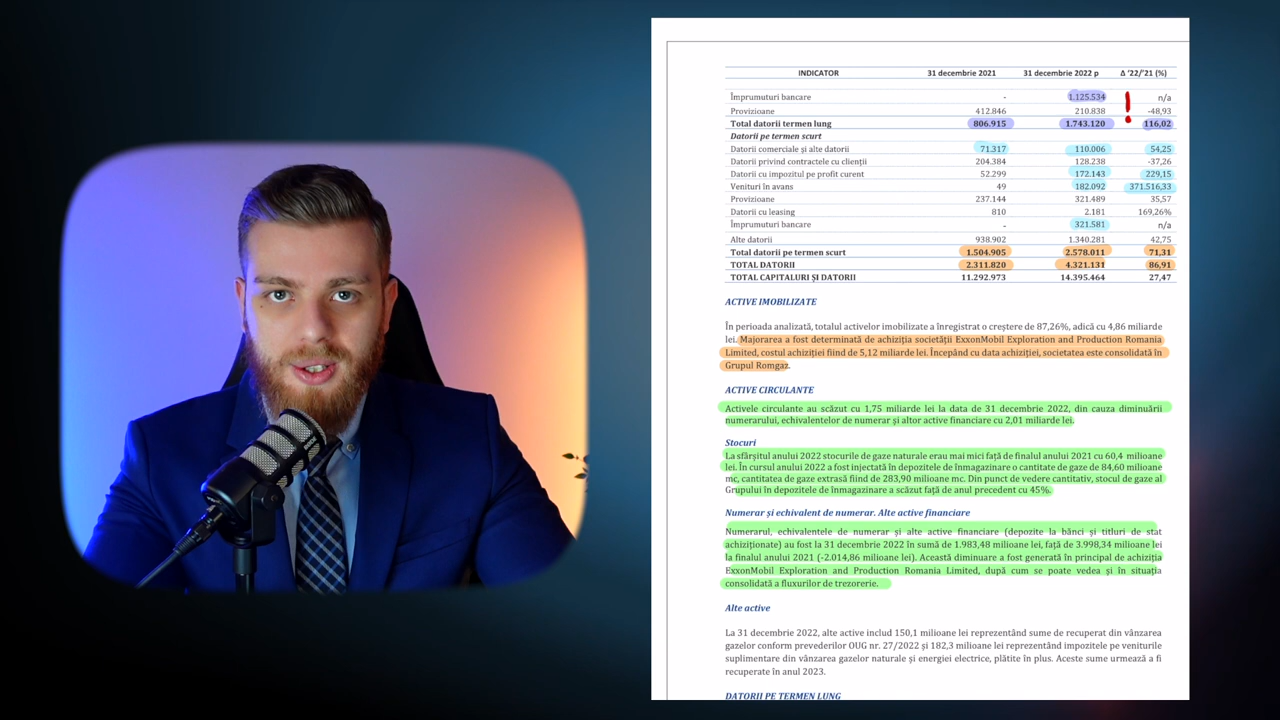 INDICATOR 31 decembrie 2021 31 decembrie 2022 p Δ '22/'21 (%)
Împrumuturi bancare - 1.125.534 n/a
Provizioane 412.846 210.838 -48,93
Total datorii termen lung 806.915 1.743.120 116,02
Datorii pe termen scurt
Datorii comerciale și alte datorii 71.317 110.006 54,25
Datorii privind contractele cu clienții 204.384 128.238 -37,26
Datorii cu impozitul pe profit curent 52.299 172.143 229,15
Venituri în avans 49 182.092 371.516,33
Provizioane 237.144 321.489 35,57
Datorii cu leasing 810 2.181 169,26%
Împrumuturi bancare - 321.581 n/a
Alte datorii 938.902 1.340.281 42,75
Total datorii pe termen scurt 1.504.905 2.578.011 71,31
TOTAL DATORII 2.311.820 4.321.131 86,91
TOTAL CAPITALURI ȘI DATORII 11.292.973 14.395.464 27,47
ACTIVE IMOBILIZATE
În perioada analizată, totalul activelor imobilizate a înregistrat o creștere de 87,26%, adică cu 4,86 miliarde
lei. Majorarea a fost determinată de achiziția societății ExxonMobil Exploration and Production Romania
Limited, costul achiziției fiind de 5,12 miliarde lei. Începând cu data achiziției, societatea este consolidată în
Grupul Romgaz.
ACTIVE CIRCULANTE
Activele circulante au scăzut cu 1,75 miliarde lei la data de 31 decembrie 2022, din cauza diminuării
numerarului, echivalentelor de numerar și altor active financiare cu 2,01 miliarde lei.
Stocuri
La sfârșitul anului 2022 stocurile de gaze naturale erau mai mici față de finalul anului 2021 cu 60,4 milioane
lei. În cursul anului 2022 a fost injectată în depozitele de înmagazinare o cantitate de gaze de 84,60 milioane
mc, cantitatea de gaze extrasă fiind de 283,90 milioane mc. Din punct de vedere cantitativ, stocul de gaze al
Grupului în depozitele de înmagazinare a scăzut față de anul precedent cu 45%.
Numerar și echivalent de numerar. Alte active financiare
Numerarul, echivalentele de numerar și alte active financiare (depozite la bănci și titluri de stat
achiziționate) au fost la 31 decembrie 2022 în sumă de 1.983,48 milioane lei, față de 3.998,34 milioane lei
la finalul anului 2021 (-2.014,86 milioane lei). Această diminuare a fost generată în principal de achiziția
ExxonMobil Exploration and Production Romania Limited, după cum se poate vedea și în situația
consolidată a fluxurilor de trezorerie.
Alte active
La 31 decembrie 2022, alte active includ 150,1 milioane lei reprezentând sume de recuperat din vânzarea
gazelor conform prevederilor OUG nr. 27/2022 și 182,3 milioane lei reprezentând impozitele pe veniturile
suplimentare din vânzarea gazelor naturale și energiei electrice, plătite în plus. Aceste sume urmează a fi
recuperate în anul 2023.
DATORII PE TERMEN LUNG